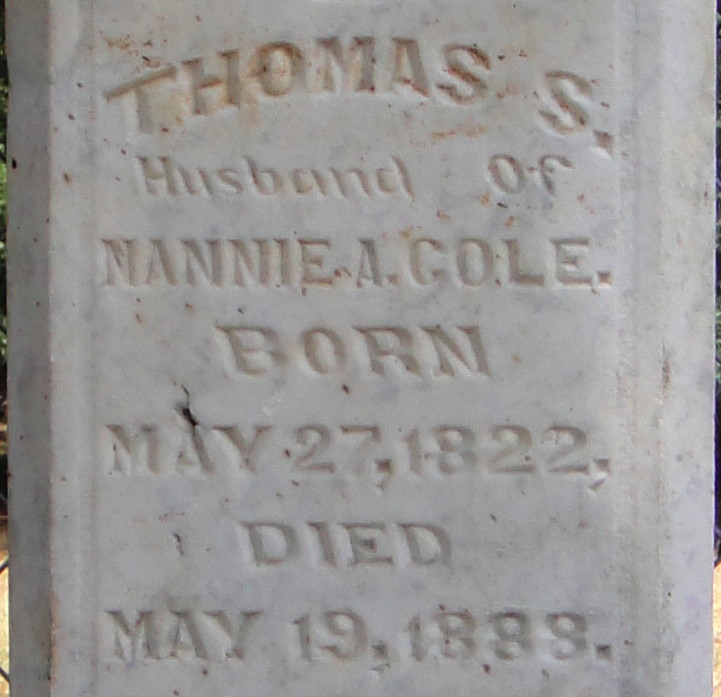 THOMAS S.
Husband Of
NANNIE.A.COLE.
BORN
MAY.27,1822,
DIED
MAY 19,1888.